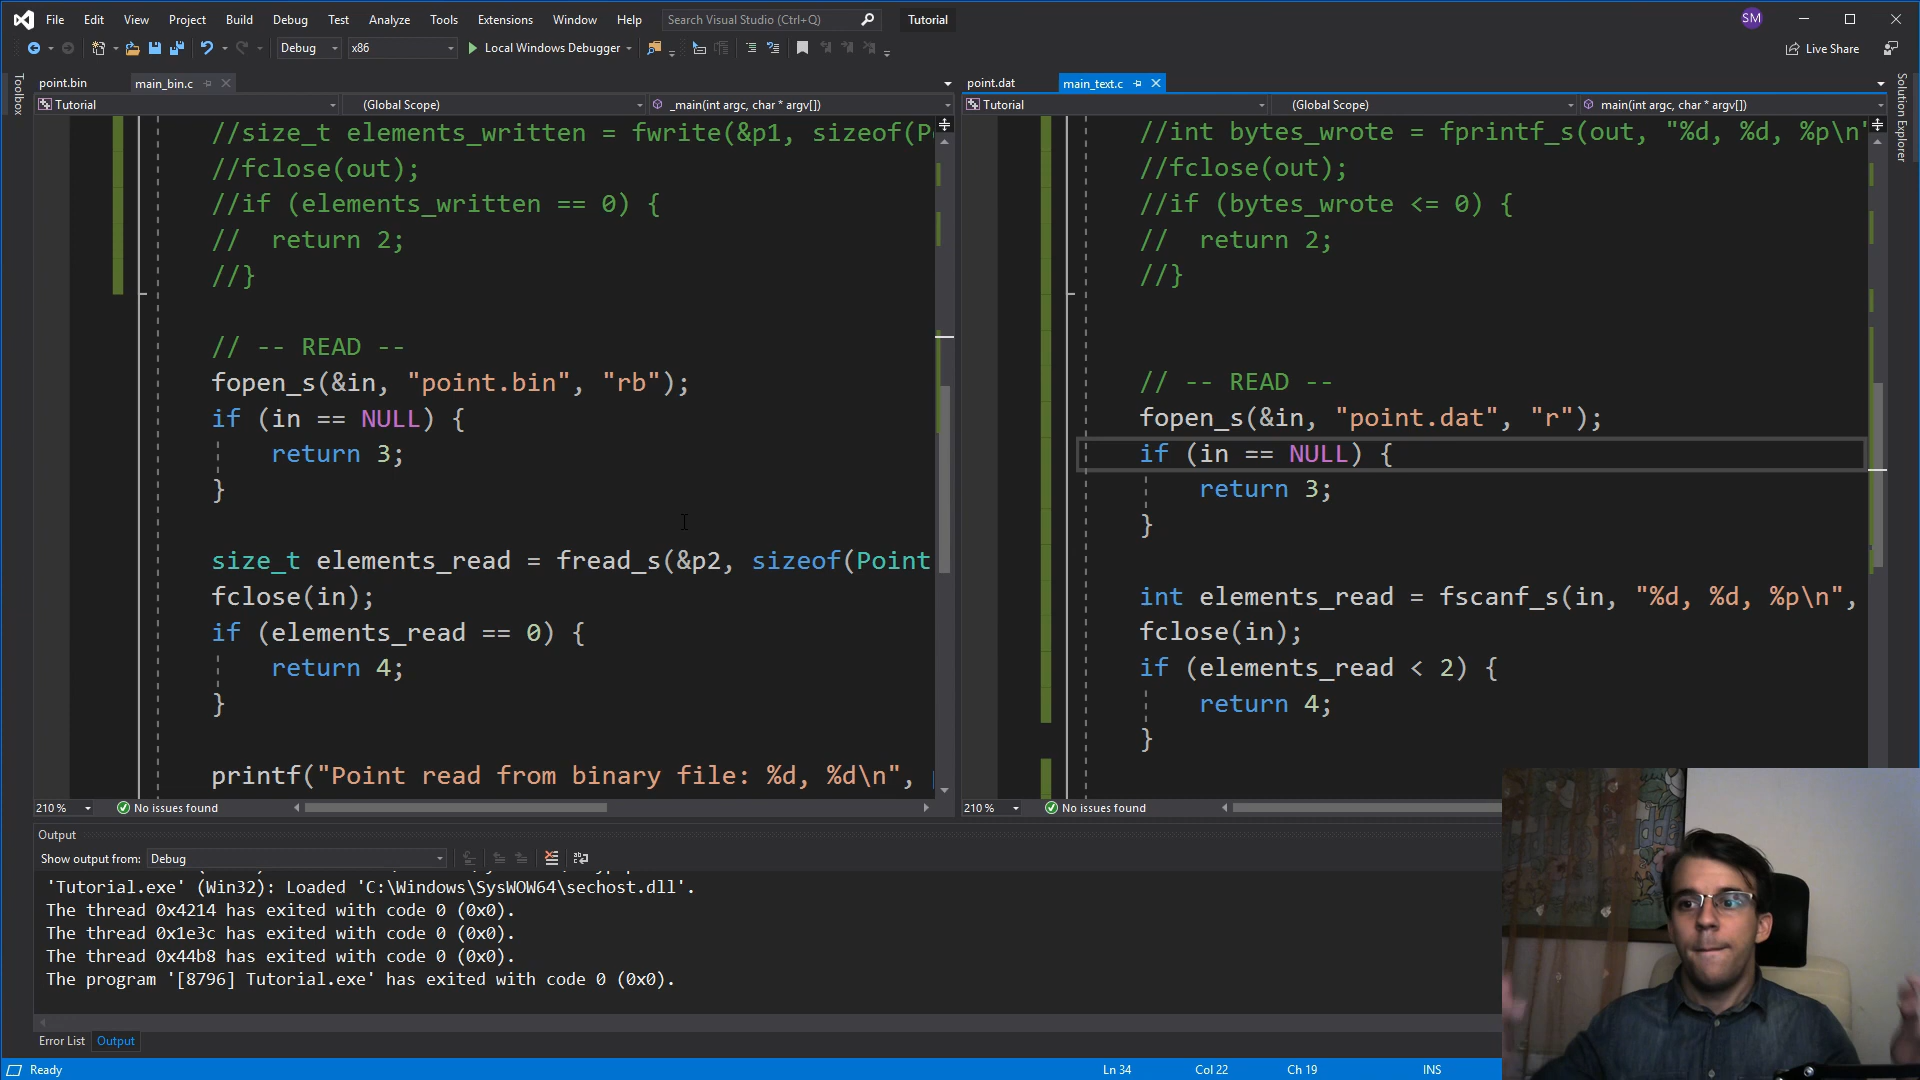 File Edit View Project Build Debug Test Analyze Tools Extensions Window Help Search Visual Studio (Ctrl+Q) Tutorial SM
Debug x86 Local Windows Debugger Live Share
Toolbox
point.bin main_bin.c
Tutorial (Global Scope) _main(int argc, char * argv[])
//size_t elements_written = fwrite(&p1, sizeof(P
//fclose(out);
//if (elements_written == 0) {
//  return 2;
//}
// -- READ --
fopen_s(&in, "point.bin", "rb");
if (in == NULL) {
return 3;
}
size_t elements_read = fread_s(&p2, sizeof(Point
fclose(in);
if (elements_read == 0) {
return 4;
}
printf("Point read from binary file: %d, %d\n",
210 % No issues found
point.dat main_text.c
Tutorial (Global Scope) main(int argc, char * argv[])
//int bytes_wrote = fprintf_s(out, "%d, %d, %p\n"
//fclose(out);
//if (bytes_wrote <= 0) {
//  return 2;
//}
// -- READ --
fopen_s(&in, "point.dat", "r");
if (in == NULL) {
return 3;
}
int elements_read = fscanf_s(in, "%d, %d, %p\n",
fclose(in);
if (elements_read < 2) {
return 4;
}
210 % No issues found
Solution Explorer
Output
Show output from: Debug
'Tutorial.exe' (Win32): Loaded 'C:\Windows\SysWOW64\sechost.dll'.
The thread 0x4214 has exited with code 0 (0x0).
The thread 0x1e3c has exited with code 0 (0x0).
The thread 0x44b8 has exited with code 0 (0x0).
The program '[8796] Tutorial.exe' has exited with code 0 (0x0).
Error List Output
Ready Ln 34 Col 22 Ch 19 INS